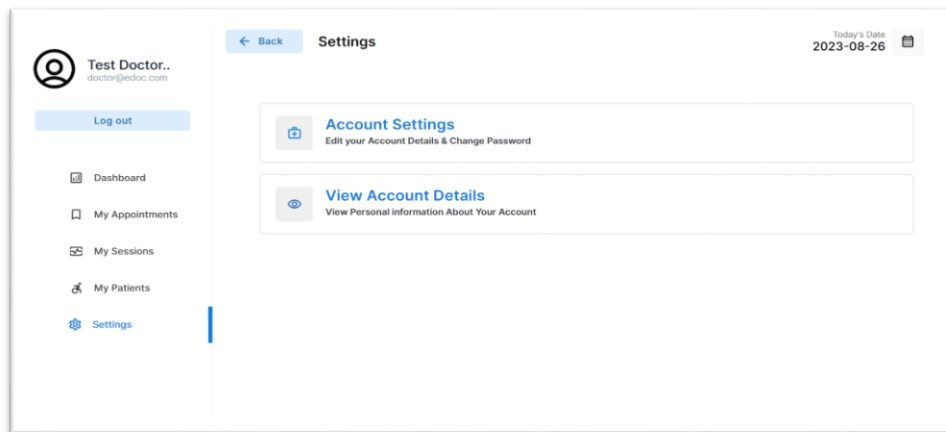 Test Doctor..
doctor@edoc.com
Log out
Dashboard
My Appointments
My Sessions
My Patients
Settings
Back
Settings
Today's Date
2023-08-26
Account Settings
Edit your Account Details & Change Password
View Account Details
View Personal information About Your Account